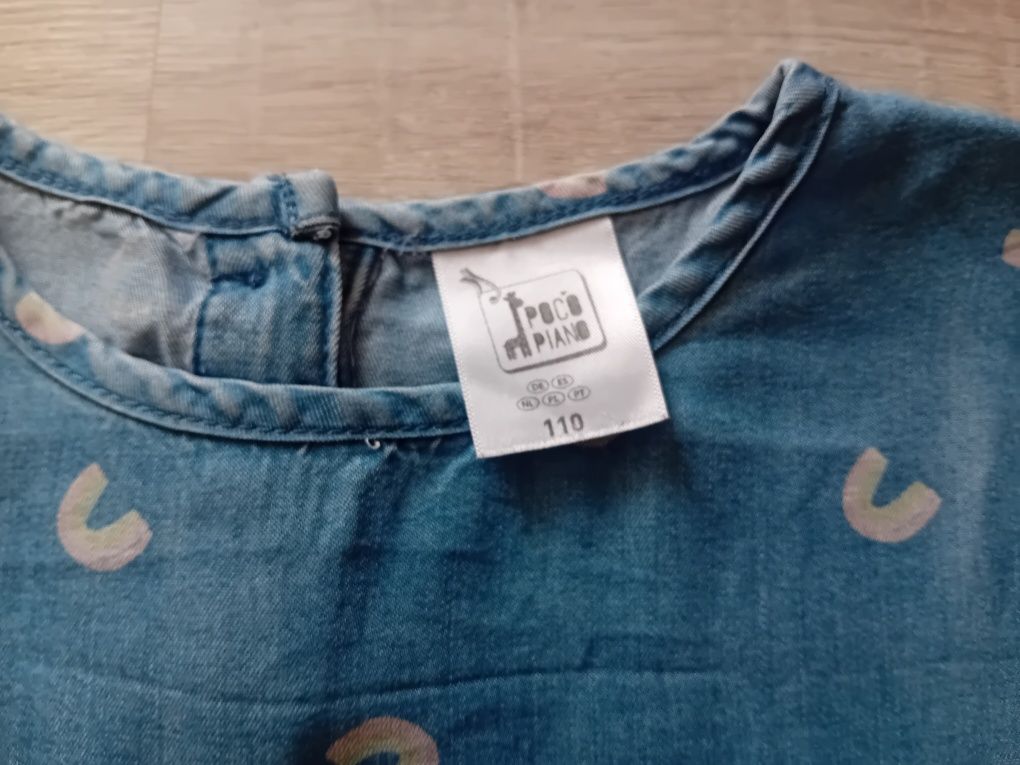 POCO
PIANO
DE ES
NL PL PT
110